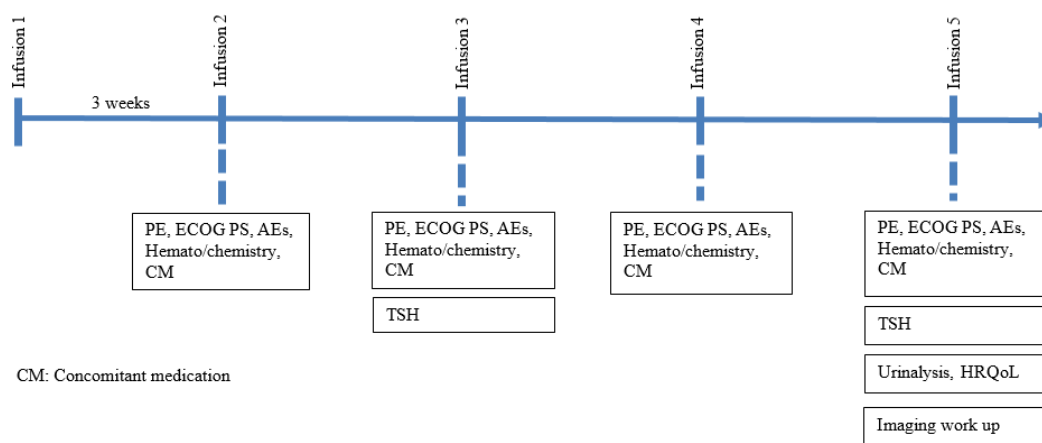 Infusion 1
Infusion 2
Infusion 3
Infusion 4
Infusion 5
3 weeks
PE, ECOG PS, AEs,
Hemato/chemistry,
CM
PE, ECOG PS, AEs,
Hemato/chemistry,
CM
TSH
PE, ECOG PS, AEs,
Hemato/chemistry,
CM
PE, ECOG PS, AEs,
Hemato/chemistry,
CM
TSH
Urinalysis, HRQoL
Imaging work up
CM: Concomitant medication